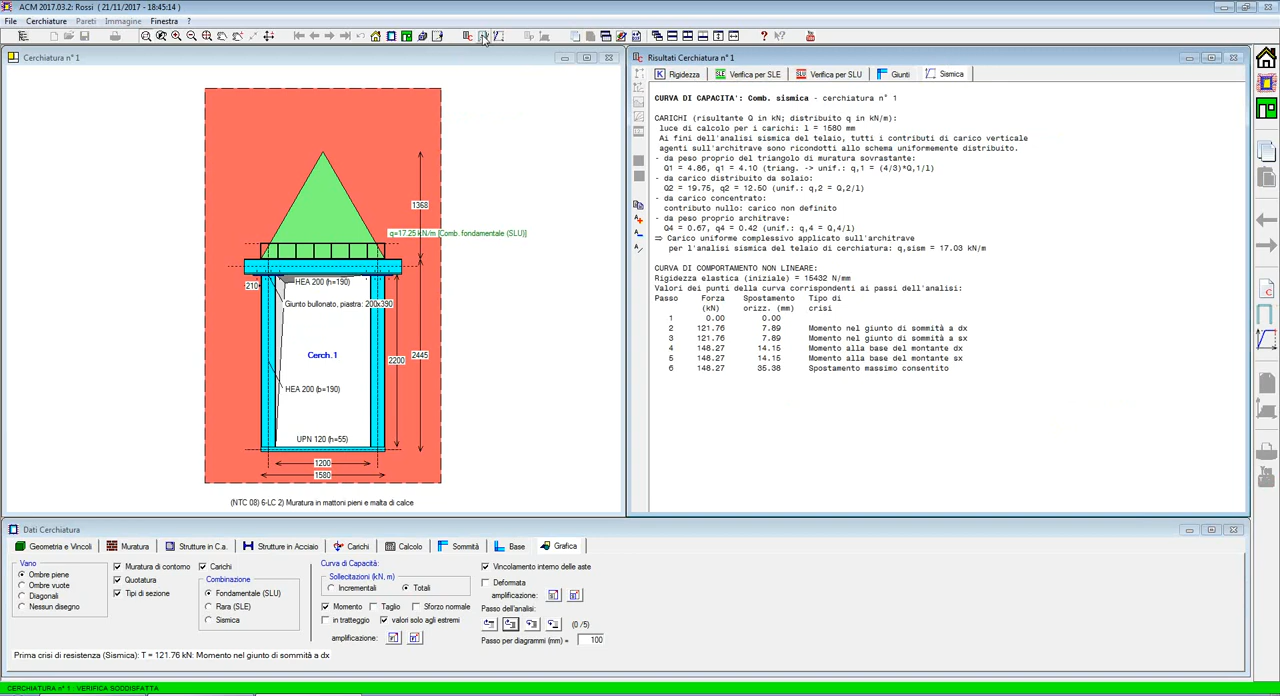 ACM 2017.03.2: Rossi ( 21/11/2017 - 18:45:14 )
File Cerchiature Pareti Immagine Finestra ?
Cerchiatura n° 1
1368
q=17.25 kN/m [Comb. fondamentale (SLU)]
210
HEA 200 (h=190)
Giunto bullonato, piastra: 200x390
Cerch.1
2200
2445
HEA 200 (b=190)
UPN 120 (h=55)
1200
1580
(NTC 08) 6-LC 2) Muratura in mattoni pieni e malta di calce
Risultati Cerchiatura n° 1
K Rigidezza SLE Verifica per SLE SLU Verifica per SLU Giunti Sismica
CURVA DI CAPACITA': Comb. sismica - cerchiatura n° 1
CARICHI (risultante Q in kN; distribuito q in kN/m):
luce di calcolo per i carichi: l = 1580 mm
Ai fini dell'analisi sismica del telaio, tutti i contributi di carico verticale
agenti sull'architrave sono ricondotti allo schema uniformemente distribuito.
- da peso proprio del triangolo di muratura sovrastante:
Q1 = 4.86, q1 = 4.10 (triang. -> unif.: q,1 = (4/3)*Q,1/l)
- da carico distribuito da solaio:
Q2 = 19.75, q2 = 12.50 (unif.: q,2 = Q,2/l)
- da carico concentrato:
contributo nullo: carico non definito
- da peso proprio architrave:
Q4 = 0.67, q4 = 0.42 (unif.: q,4 = Q,4/l)
=> Carico uniforme complessivo applicato sull'architrave
per l'analisi sismica del telaio di cerchiatura: q,sism = 17.03 kN/m
CURVA DI COMPORTAMENTO NON LINEARE:
Rigidezza elastica (iniziale) = 15432 N/mm
Valori dei punti della curva corrispondenti ai passi dell'analisi:
Passo Forza Spostamento Tipo di
(kN) orizz. (mm) crisi
1 0.00 0.00
2 121.76 7.89 Momento nel giunto di sommità a dx
3 121.76 7.89 Momento nel giunto di sommità a sx
4 148.27 14.15 Momento alla base del montante dx
5 148.27 14.15 Momento alla base del montante sx
6 148.27 35.38 Spostamento massimo consentito
Dati Cerchiatura
Geometria e Vincoli Muratura Strutture in C.a. Strutture in Acciaio Carichi Calcolo Sommità Base Grafica
Vano
Ombre piene
Ombre vuote
Diagonali
Nessun disegno
Muratura di contorno
Quotatura
Tipi di sezione
Carichi
Combinazione
Fondamentale (SLU)
Rara (SLE)
Sismica
Curva di Capacità:
Sollecitazioni (kN, m)
Incrementali Totali
Momento Taglio Sforzo normale
in tratteggio valori solo agli estremi
amplificazione:
Vincolamento interno delle aste
Deformata
amplificazione:
Passo dell'analisi:
(0 /5)
Passo per diagrammi (mm) = 100
Prima crisi di resistenza (Sismica): T = 121.76 kN: Momento nel giunto di sommità a dx
CERCHIATURA n° 1 VERIFICA SODDISFATTA